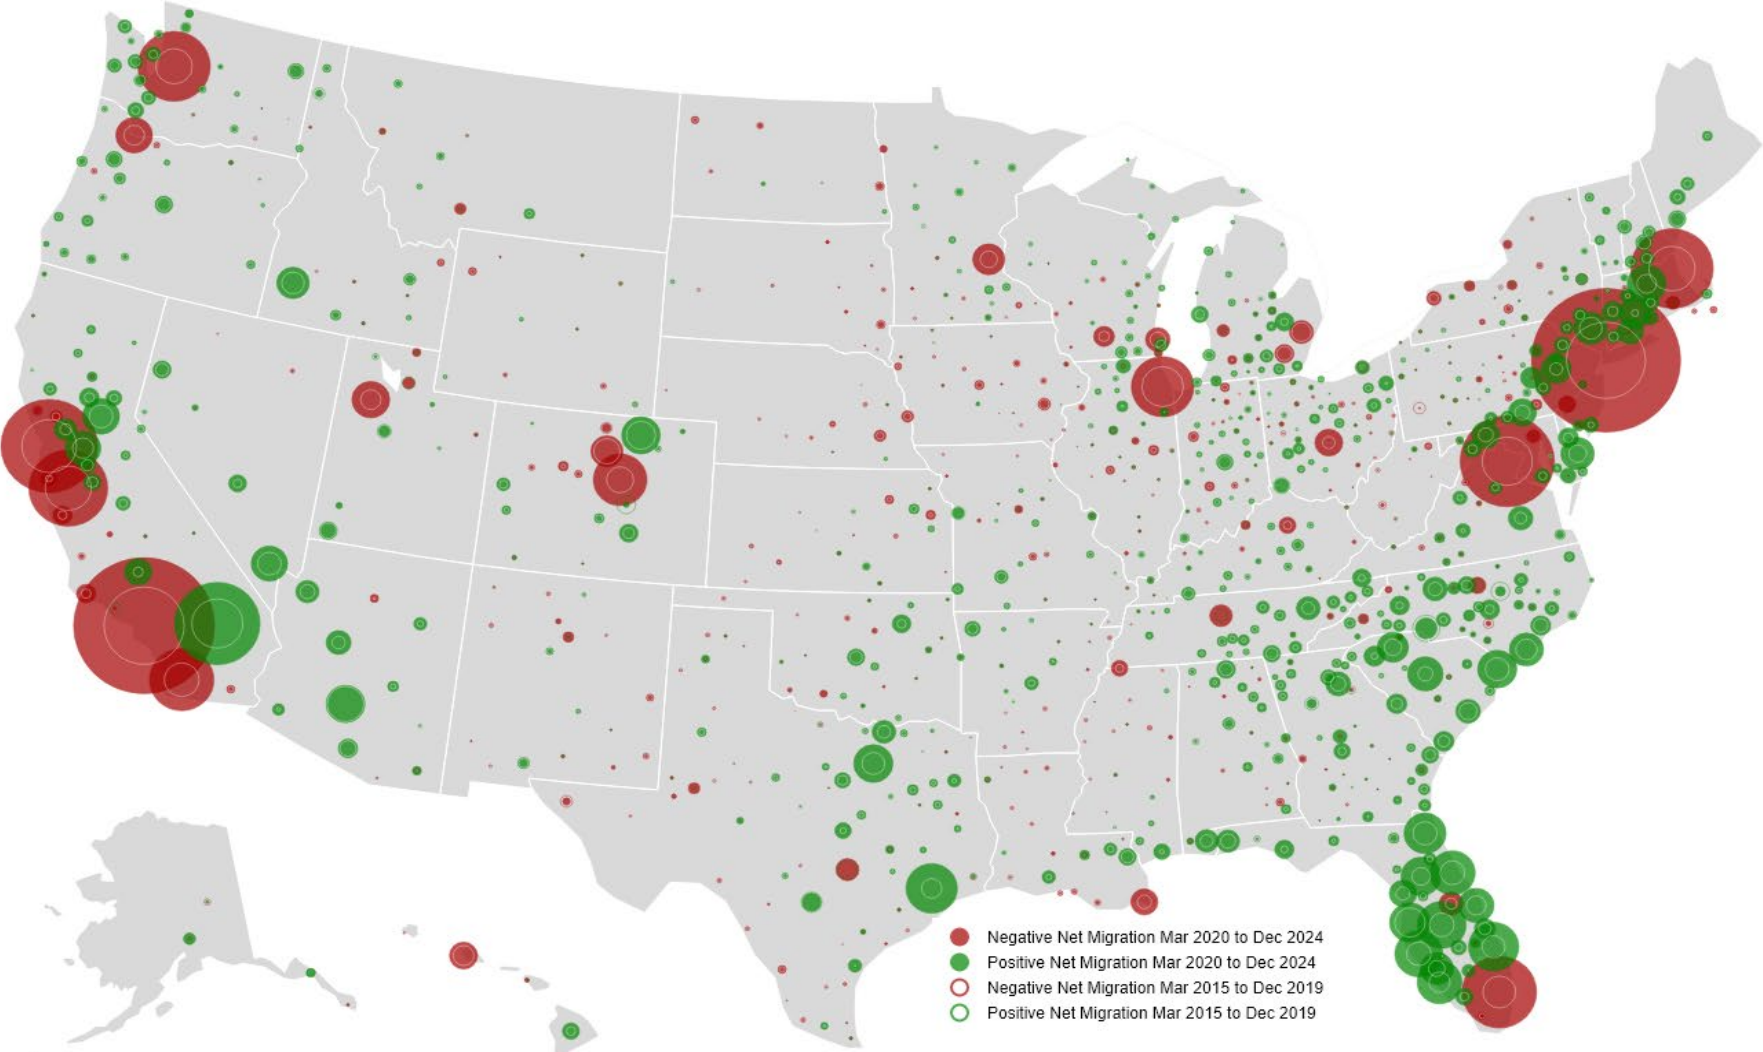 Negative Net Migration Mar 2020 to Dec 2024
Positive Net Migration Mar 2020 to Dec 2024
Negative Net Migration Mar 2015 to Dec 2019
Positive Net Migration Mar 2015 to Dec 2019